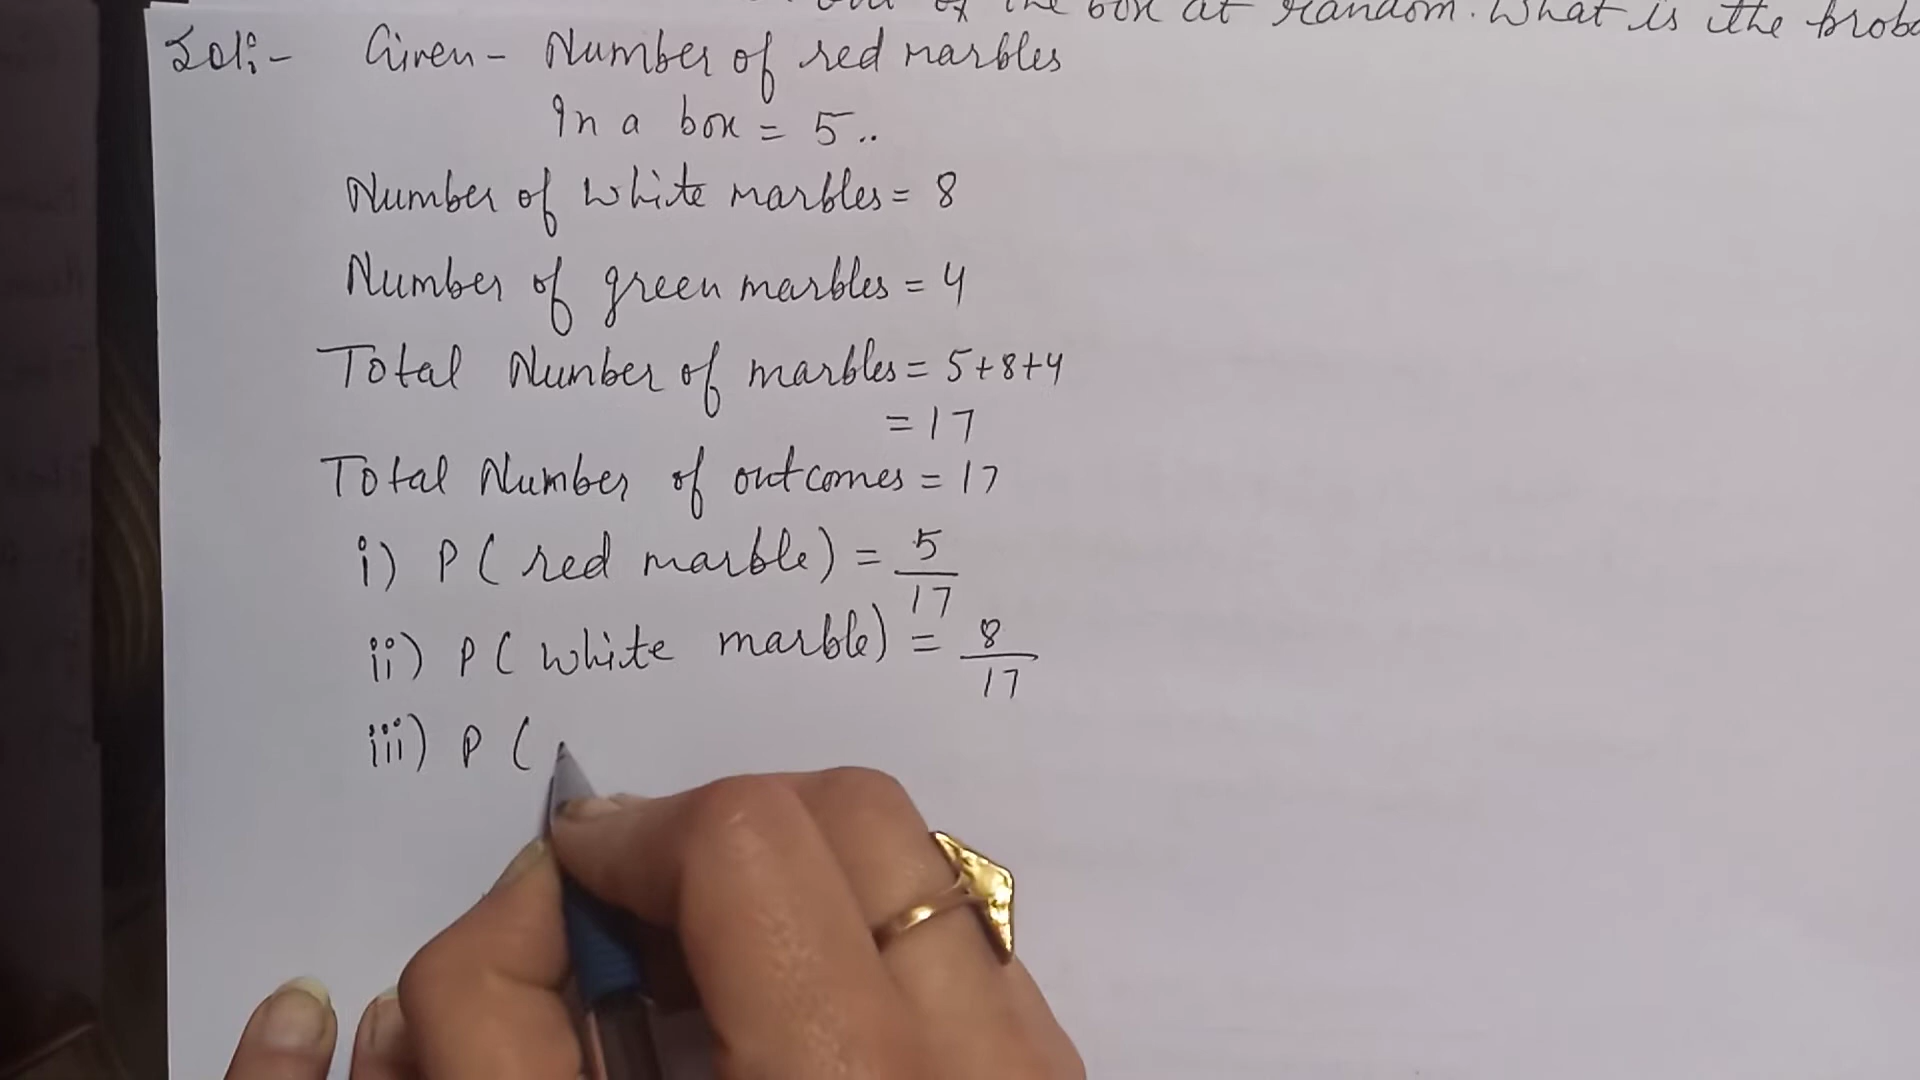 of the box at random. What is the
Sol:- Given - Number of red marbles
In a box = 5..
Number of white marbles = 8
Number of green marbles = 4
Total Number of marbles = 5+8+4
= 17
Total Number of outcomes = 17
i) P ( red marble ) = 5/17
ii) P ( white marble ) = 8/17
iii) P (